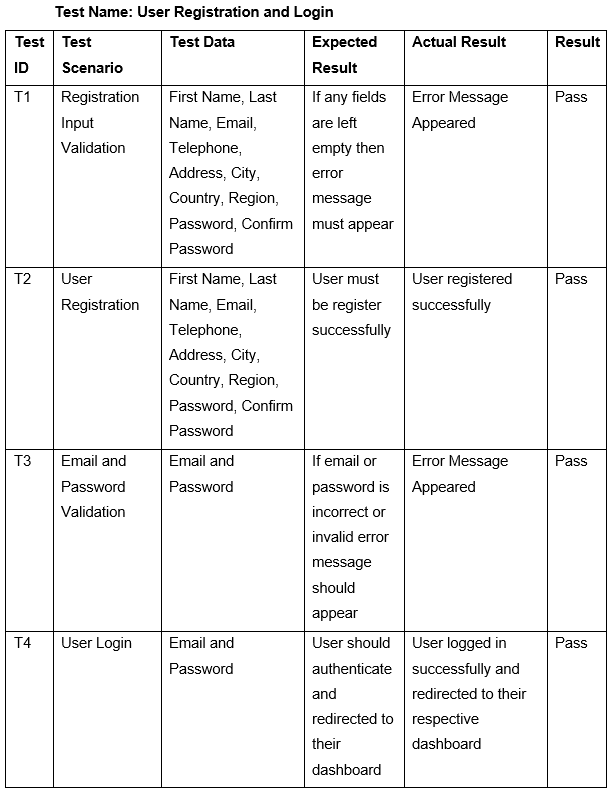 Test Name: User Registration and Login
Test ID
Test Scenario
Test Data
Expected Result
Actual Result
Result
T1
Registration
Input
Validation
First Name, Last
Name, Email,
Telephone,
Address, City,
Country, Region,
Password, Confirm
Password
If any fields
are left
empty then
error
message
must appear
Error Message
Appeared
Pass
T2
User
Registration
First Name, Last
Name, Email,
Telephone,
Address, City,
Country, Region,
Password, Confirm
Password
User must
be register
successfully
User registered
successfully
Pass
T3
Email and
Password
Validation
Email and
Password
If email or
password is
incorrect or
invalid error
message
should
appear
Error Message
Appeared
Pass
T4
User Login
Email and
Password
User should
authenticate
and
redirected to
their
dashboard
User logged in
successfully and
redirected to their
respective
dashboard
Pass